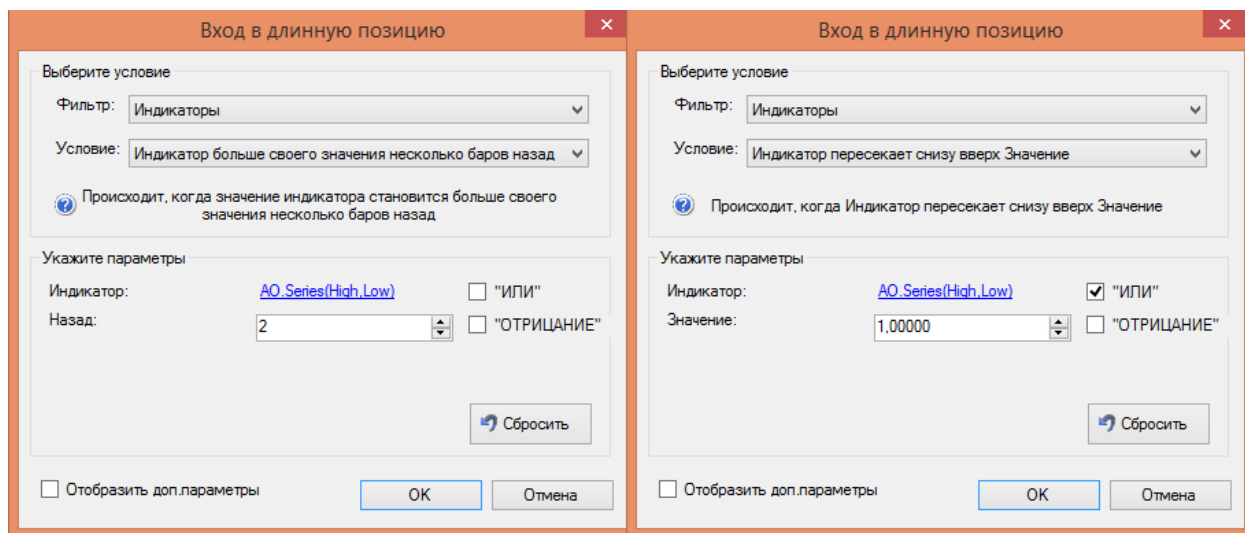 Вход в длинную позицию
Выберите условие
Фильтр: Индикаторы
Условие: Индикатор больше своего значения несколько баров назад
Происходит, когда значение индикатора становится больше своего
значения несколько баров назад
Укажите параметры
Индикатор: AO.Series(High,Low) "ИЛИ"
Назад: 2 "ОТРИЦАНИЕ"
Сбросить
Отобразить доп.параметры OK Отмена
Вход в длинную позицию
Выберите условие
Фильтр: Индикаторы
Условие: Индикатор пересекает снизу вверх Значение
Происходит, когда Индикатор пересекает снизу вверх Значение
Укажите параметры
Индикатор: AO.Series(High,Low) "ИЛИ"
Значение: 1,00000 "ОТРИЦАНИЕ"
Сбросить
Отобразить доп.параметры OK Отмена